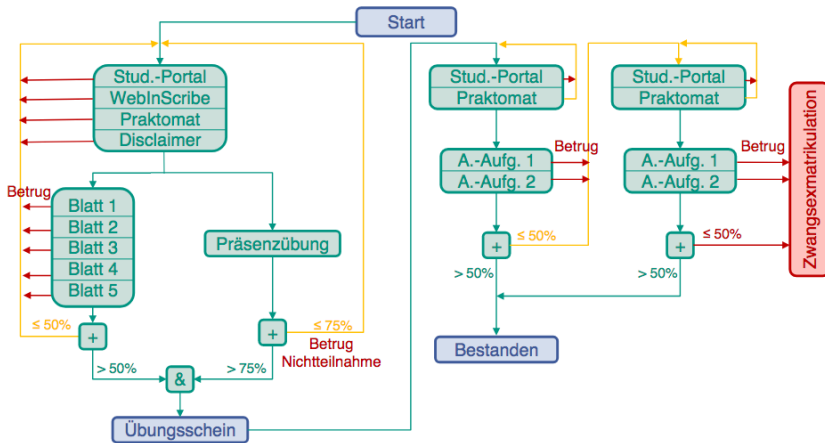 Start
Stud.-Portal
WebInScribe
Praktomat
Disclaimer
Betrug
Blatt 1
Blatt 2
Blatt 3
Blatt 4
Blatt 5
Präsenzübung
≤ 50%
+
> 50%
+
≤ 75%
Betrug
Nichtteilnahme
> 75%
&
Übungsschein
Stud.-Portal
Praktomat
A.-Aufg. 1
A.-Aufg. 2
Betrug
+
≤ 50%
> 50%
Stud.-Portal
Praktomat
A.-Aufg. 1
A.-Aufg. 2
Betrug
+
≤ 50%
> 50%
Bestanden
Zwangsexmatrikulation